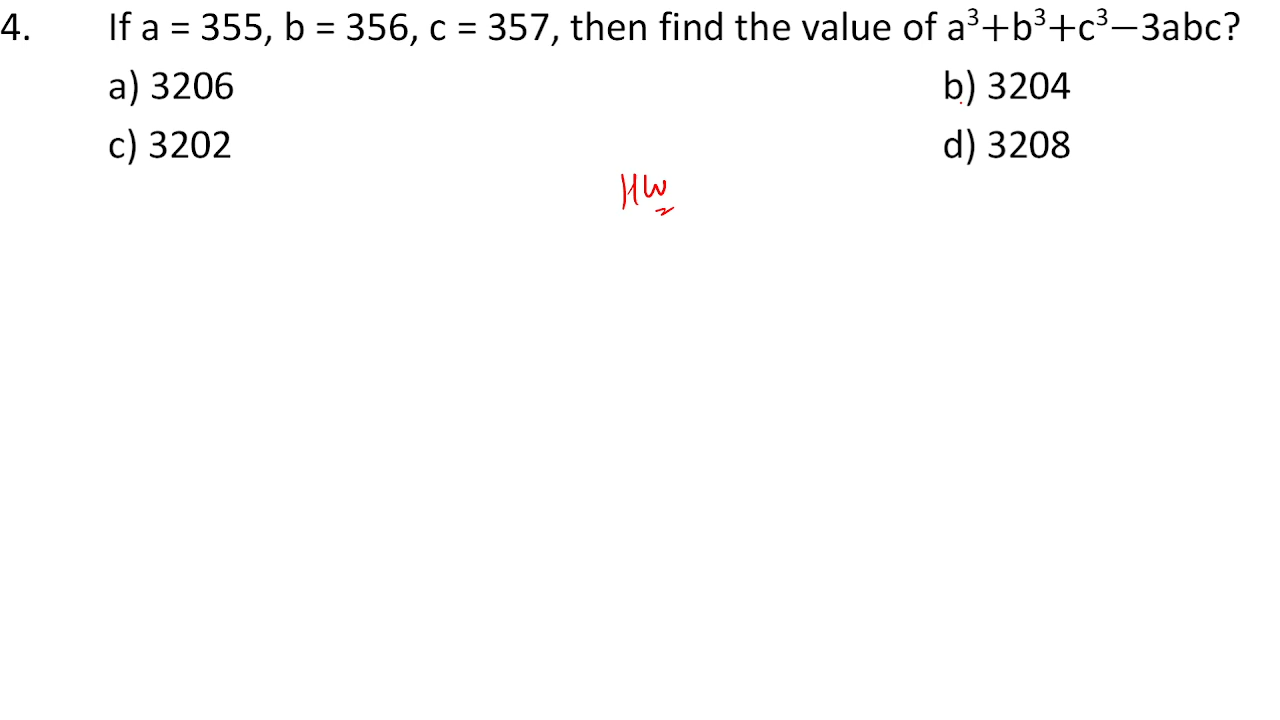 4. If a = 355, b = 356, c = 357, then find the value of a³+b³+c³−3abc?
a) 3206 b) 3204
c) 3202 d) 3208
HW